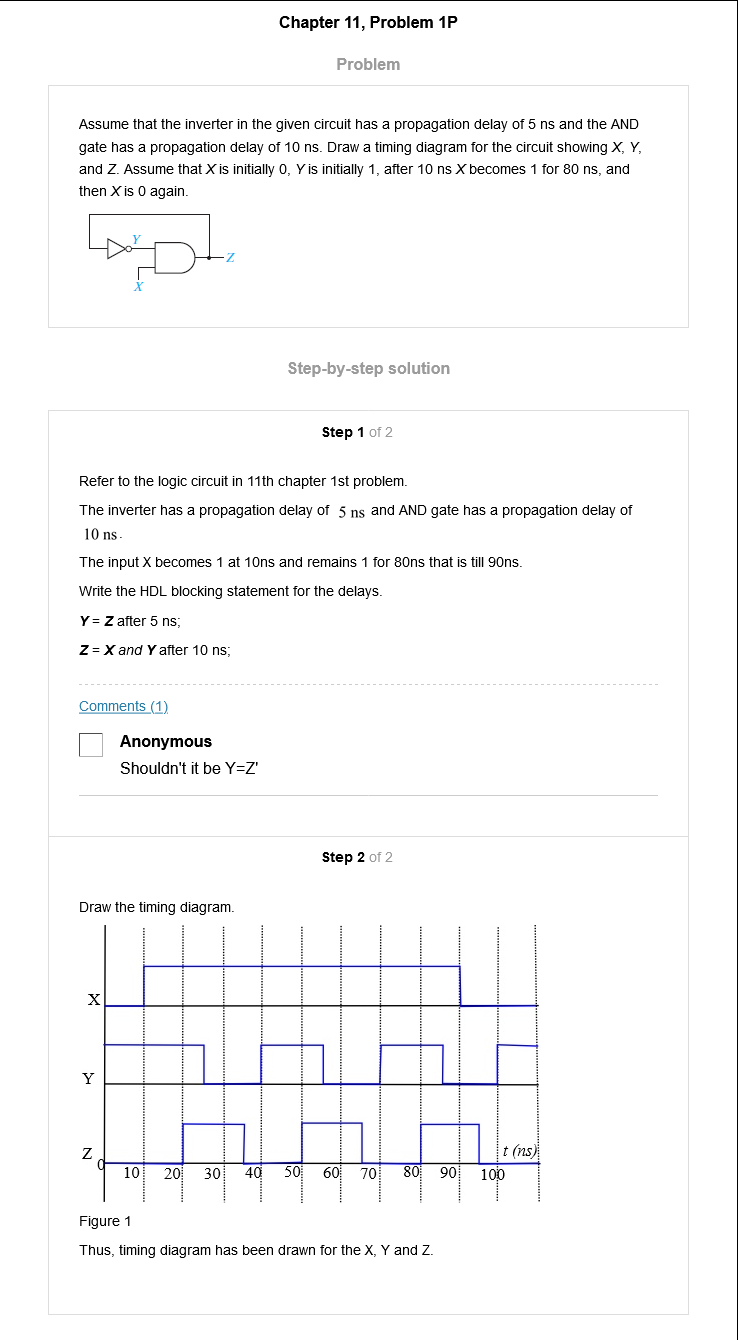 Chapter 11, Problem 1P
Problem
Assume that the inverter in the given circuit has a propagation delay of 5 ns and the AND
gate has a propagation delay of 10 ns. Draw a timing diagram for the circuit showing X, Y,
and Z. Assume that X is initially 0, Y is initially 1, after 10 ns X becomes 1 for 80 ns, and
then X is 0 again.
Y
Z
X
Step-by-step solution
Step 1 of 2
Refer to the logic circuit in 11th chapter 1st problem.
The inverter has a propagation delay of 5 ns and AND gate has a propagation delay of
10 ns.
The input X becomes 1 at 10ns and remains 1 for 80ns that is till 90ns.
Write the HDL blocking statement for the delays.
Y = Z after 5 ns;
Z = X and Y after 10 ns;
Comments (1)
Anonymous
Shouldn't it be Y=Z'
Step 2 of 2
Draw the timing diagram.
X
Y
Z
t (ns)
0
10 20 30 40 50 60 70 80 90 100
Figure 1
Thus, timing diagram has been drawn for the X, Y and Z.